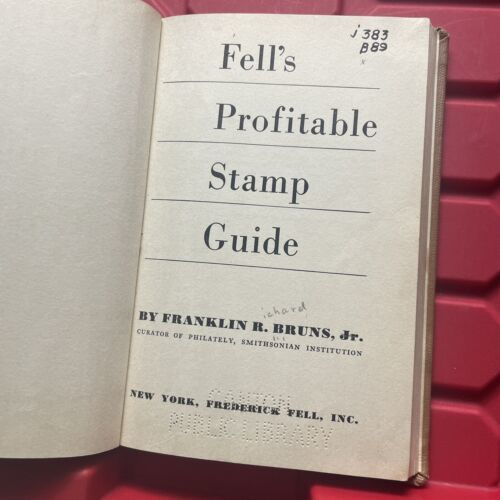 j 383
B89
x
Fell's
Profitable
Stamp
Guide
ichard
BY FRANKLIN R. BRUNS, Jr.
CURATOR OF PHILATELY, SMITHSONIAN INSTITUTION
NEW YORK, FREDERICK FELL, INC.
CANTON
PUBLIC LIBRARY